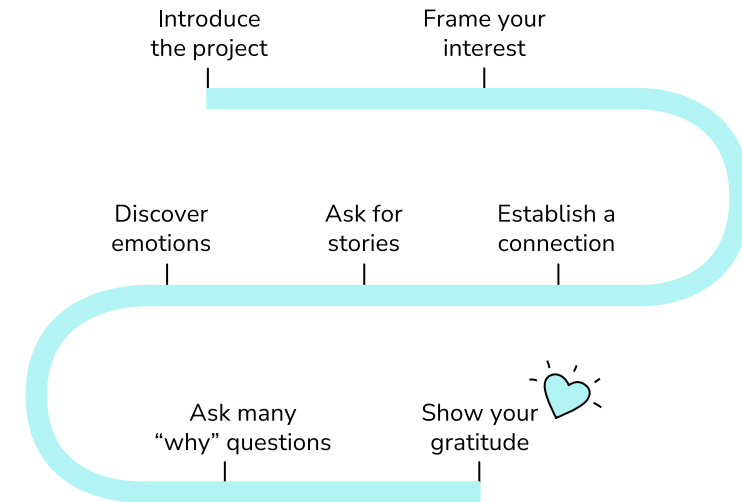 Introduce
the project
Frame your
interest
Establish a
connection
Ask for
stories
Discover
emotions
Ask many
“why” questions
Show your
gratitude